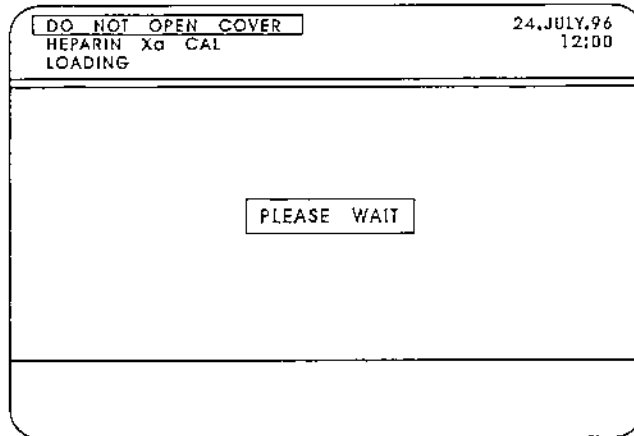 DO NOT OPEN COVER 24.JULY.96
HEPARIN Xa CAL 12:00
LOADING
PLEASE WAIT